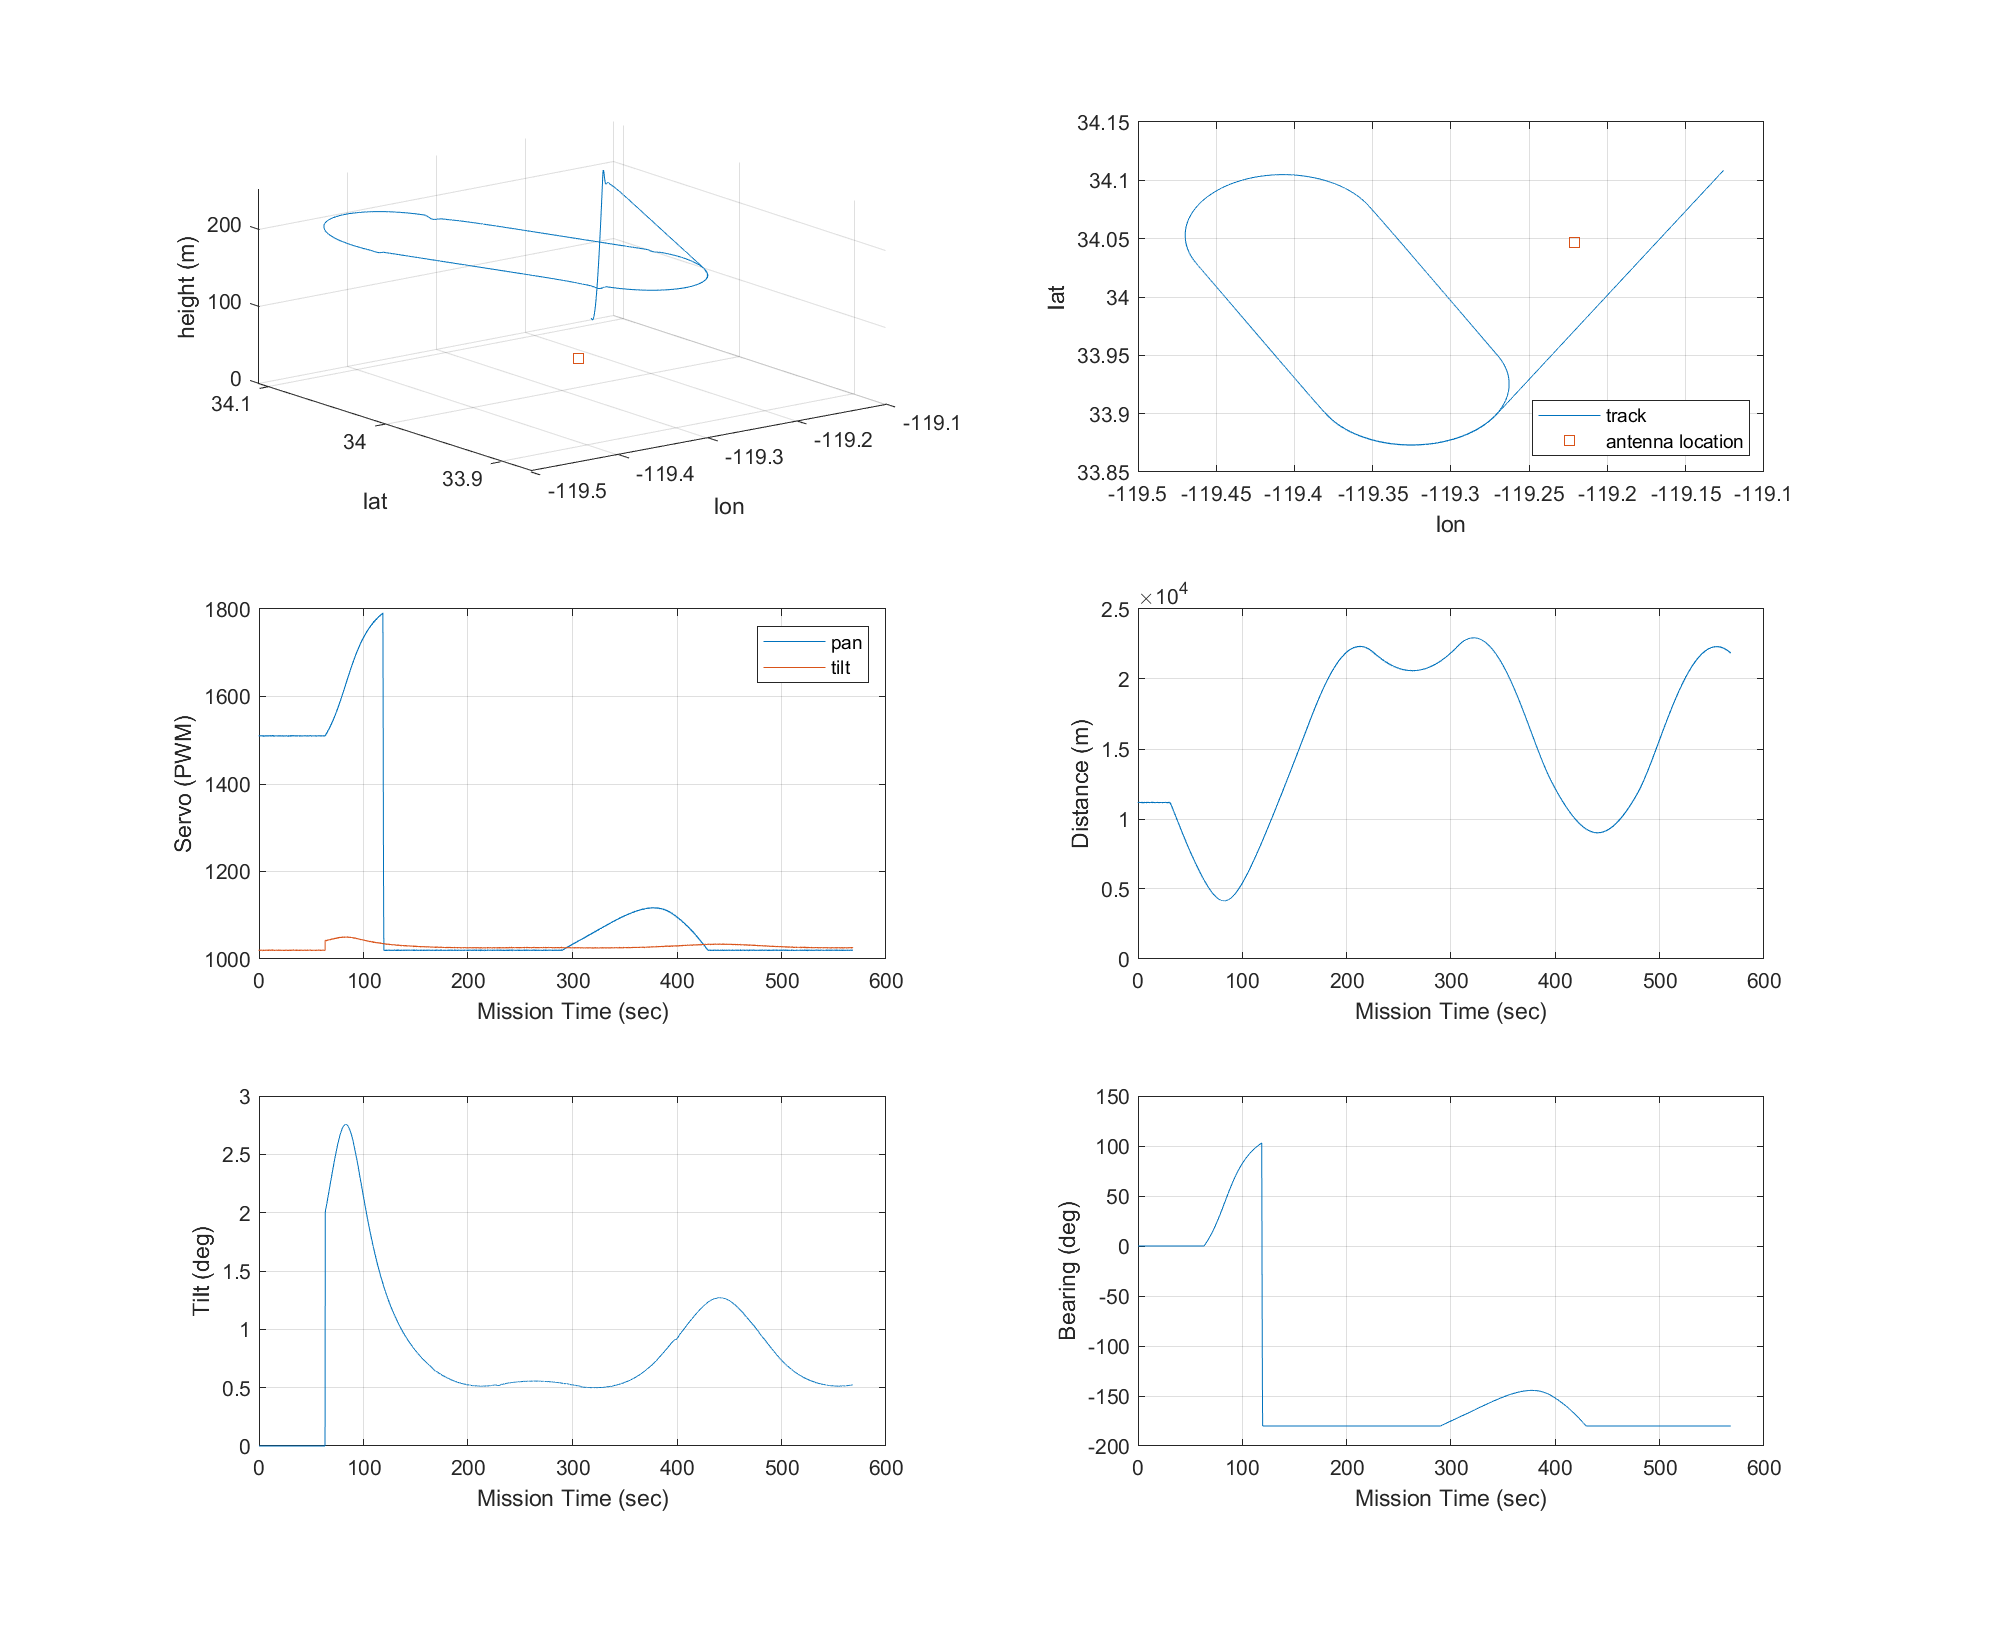 height (m)
200
100
0
34.1
34
33.9
lat
-119.5
-119.4
-119.3
-119.2
-119.1
lon
34.15
34.1
34.05
34
33.95
33.9
33.85
lat
track
antenna location
-119.5 -119.45 -119.4 -119.35 -119.3 -119.25 -119.2 -119.15 -119.1
lon
1800
1600
1400
1200
1000
Servo (PWM)
pan
tilt
0 100 200 300 400 500 600
Mission Time (sec)
×10^4
2.5
2
1.5
1
0.5
0
Distance (m)
0 100 200 300 400 500 600
Mission Time (sec)
3
2.5
2
1.5
1
0.5
0
Tilt (deg)
0 100 200 300 400 500 600
Mission Time (sec)
150
100
50
0
-50
-100
-150
-200
Bearing (deg)
0 100 200 300 400 500 600
Mission Time (sec)